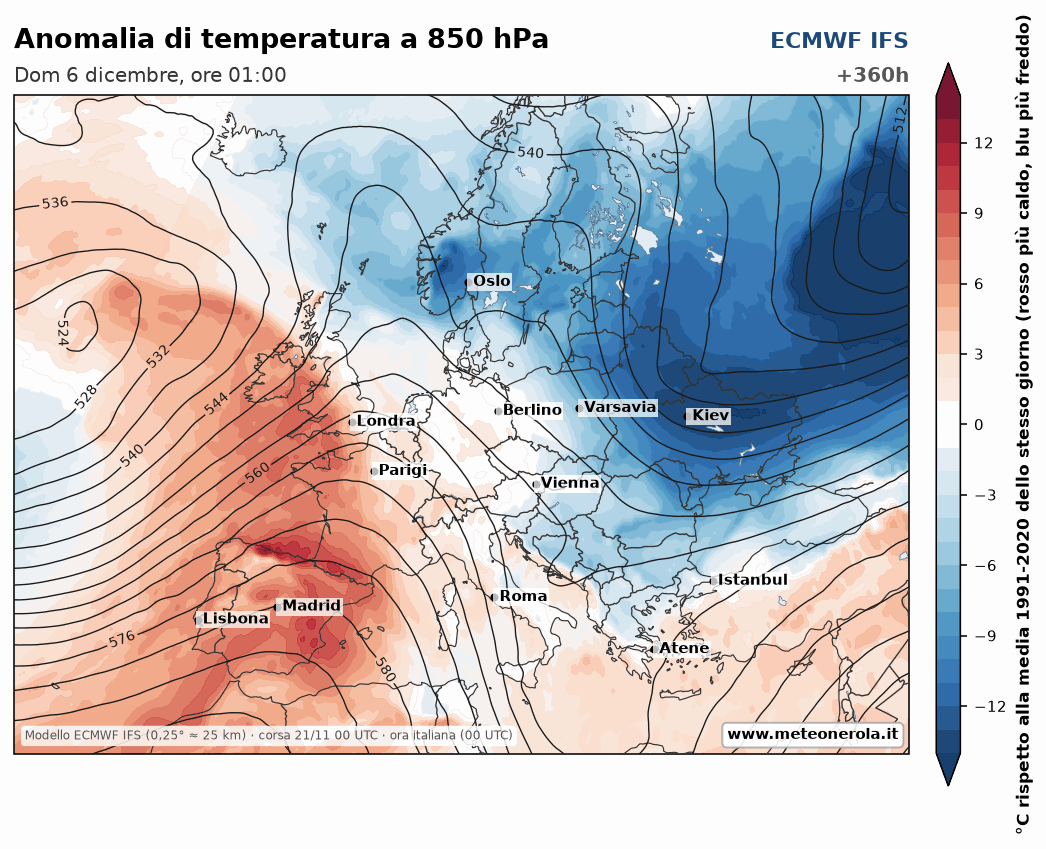 Anomalia di temperatura a 850 hPa
ECMWF IFS
Dom 6 dicembre, ore 01:00
+360h
512
540
536
Oslo
524
532
528
544
Berlino
Varsavia
Kiev
Londra
540
560
Parigi
Vienna
Istanbul
Roma
Madrid
Lisbona
576
Atene
580
Modello ECMWF IFS (0,25° ≈ 25 km) · corsa 21/11 00 UTC · ora italiana (00 UTC)
www.meteonerola.it
12
9
6
3
0
−3
−6
−9
−12
°C rispetto alla media 1991-2020 dello stesso giorno (rosso più caldo, blu più freddo)